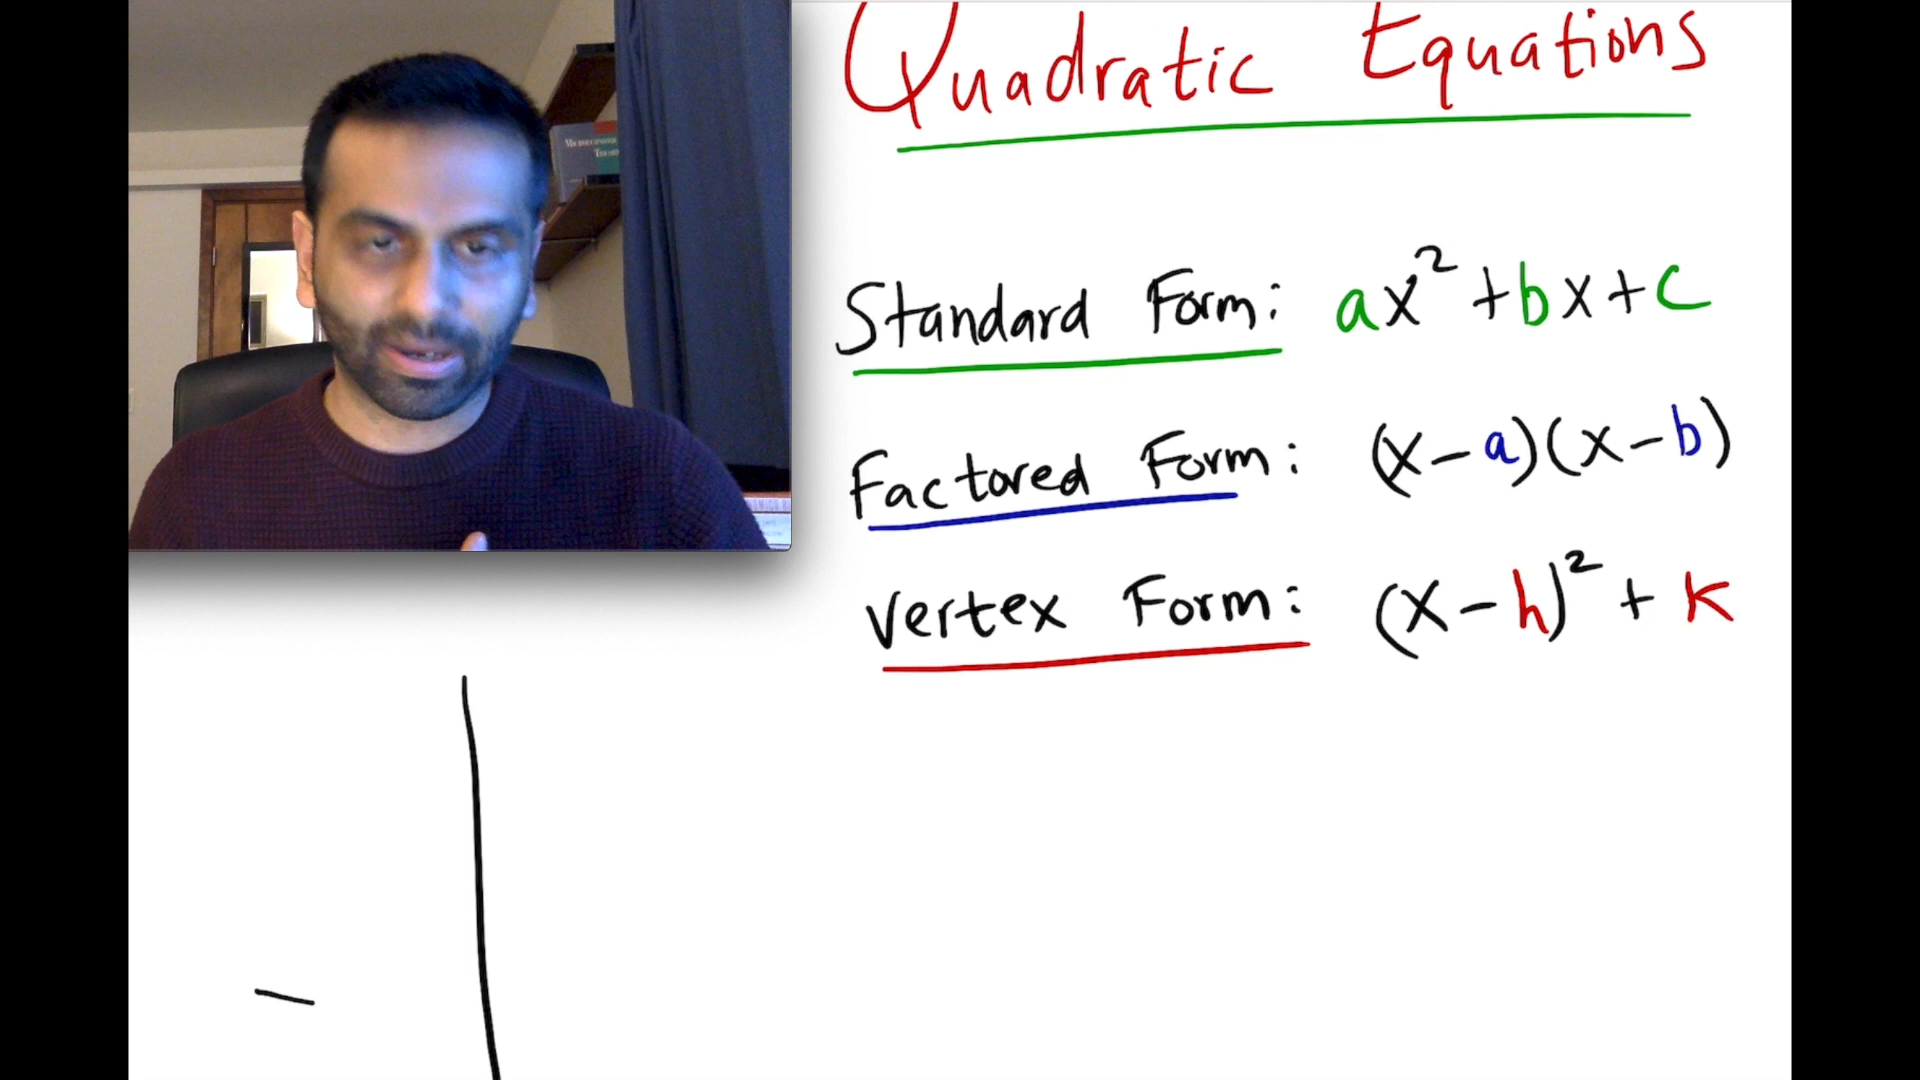 Quadratic Equations
Standard Form: ax² + bx + c
Factored Form: (x - a)(x - b)
Vertex Form: (x - h)² + k